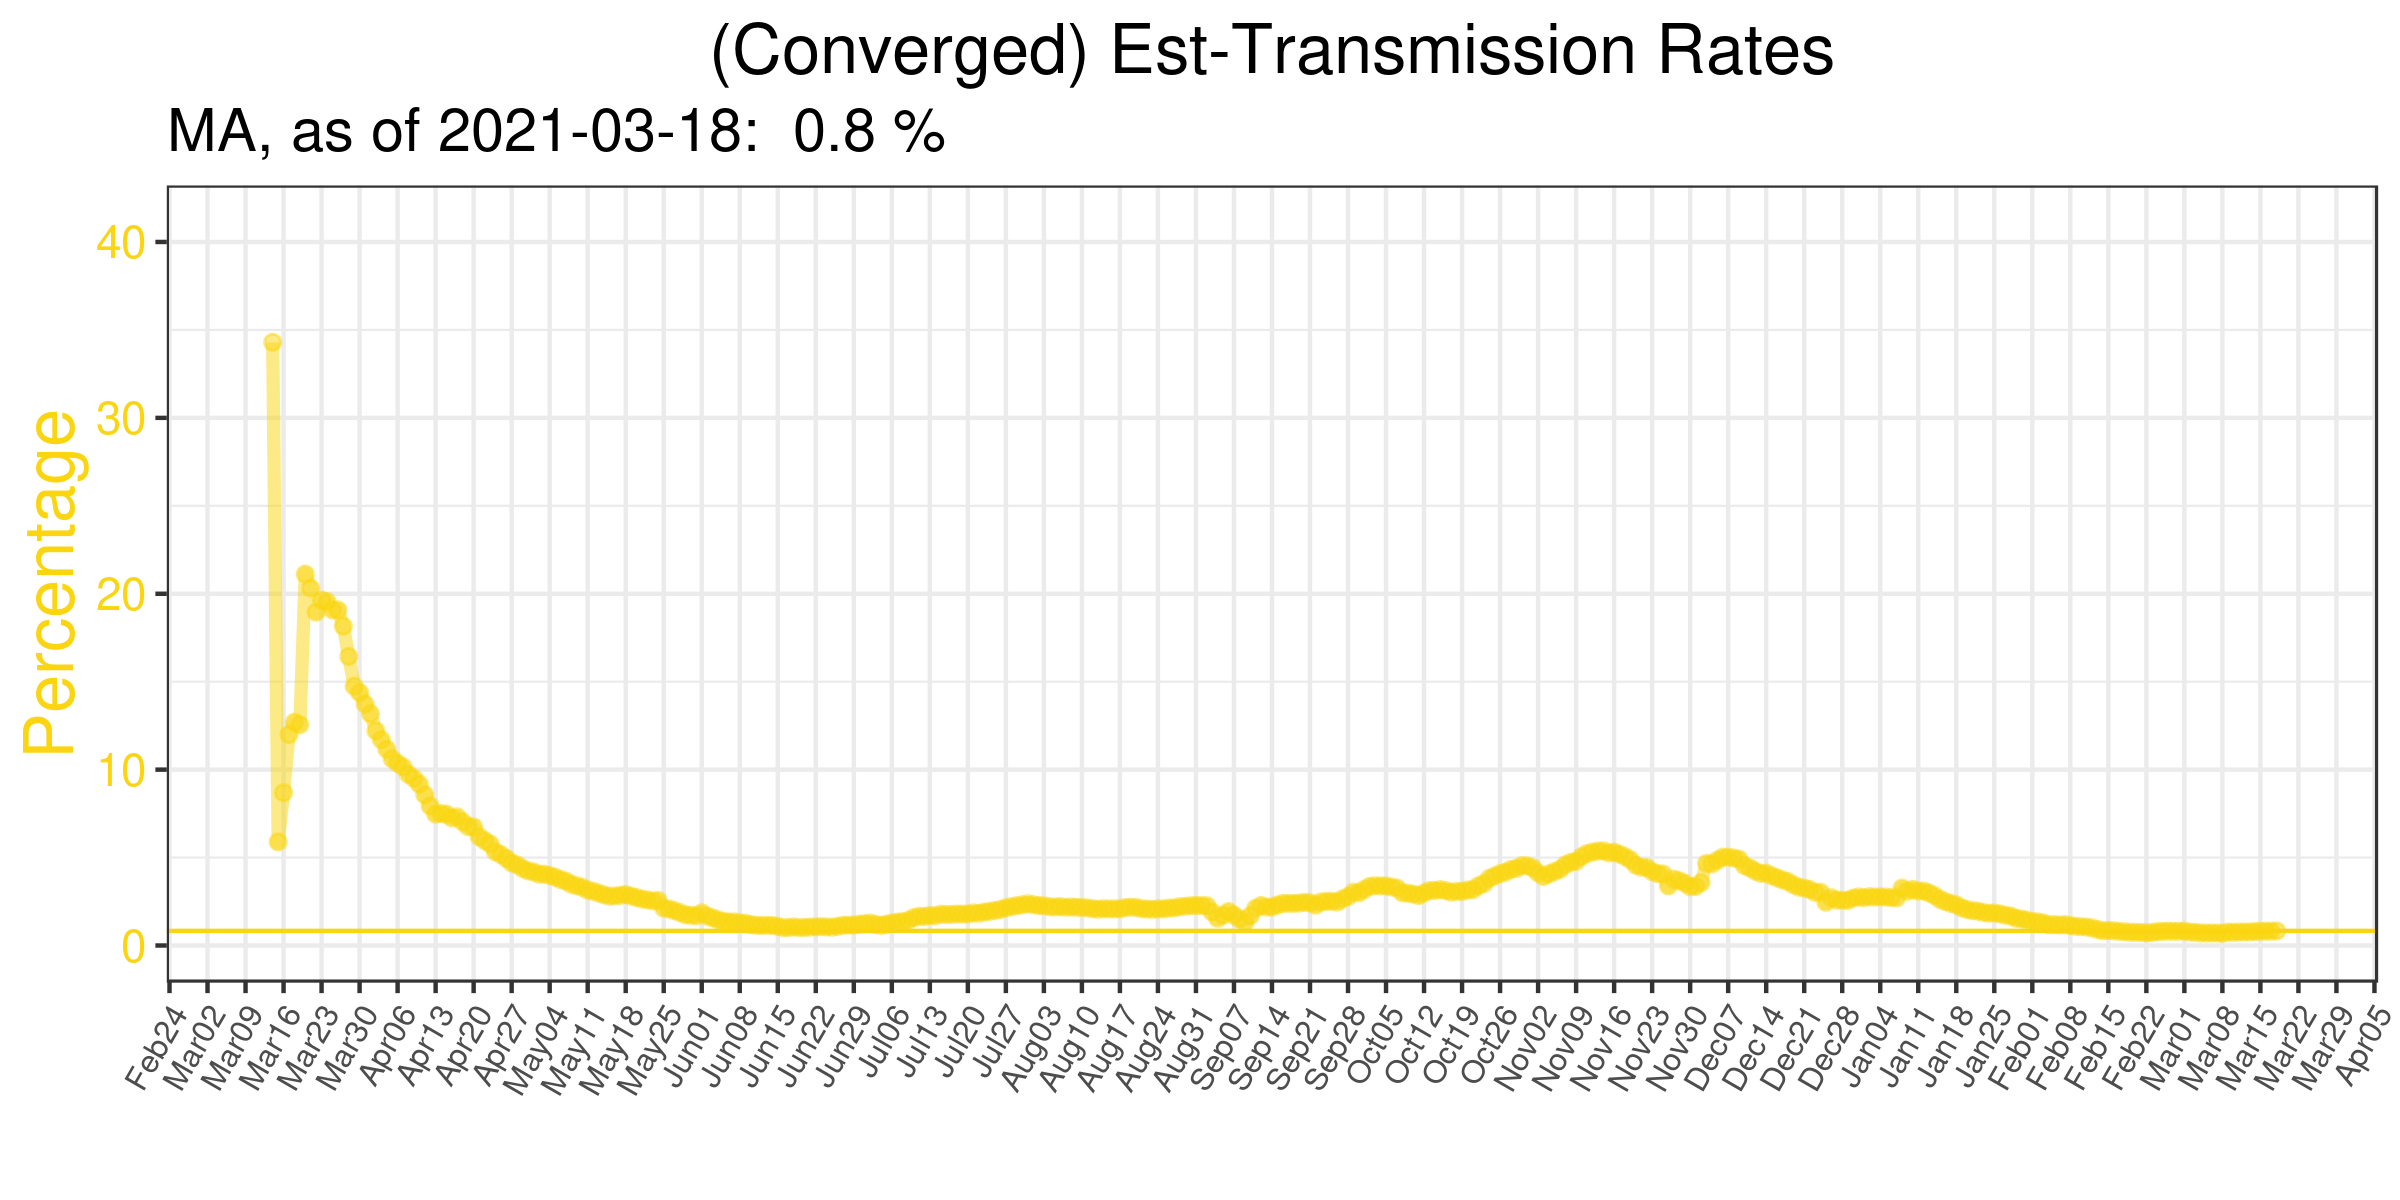 (Converged) Est-Transmission Rates
MA, as of 2021-03-18: 0.8 %
Percentage
40
30
20
10
0
Feb24
Mar02
Mar09
Mar16
Mar23
Mar30
Apr06
Apr13
Apr20
Apr27
May04
May11
May18
May25
Jun01
Jun08
Jun15
Jun22
Jun29
Jul06
Jul13
Jul20
Jul27
Aug03
Aug10
Aug17
Aug24
Aug31
Sep07
Sep14
Sep21
Sep28
Oct05
Oct12
Oct19
Oct26
Nov02
Nov09
Nov16
Nov23
Nov30
Dec07
Dec14
Dec21
Dec28
Jan04
Jan11
Jan18
Jan25
Feb01
Feb08
Feb15
Feb22
Mar01
Mar08
Mar15
Mar22
Mar29
Apr05